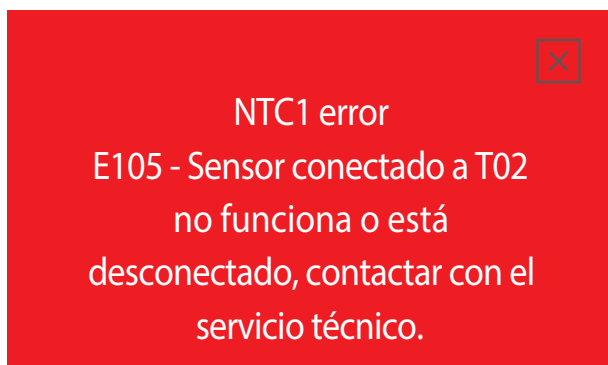 NTC1 error
E105 - Sensor conectado a T02
no funciona o está
desconectado, contactar con el
servicio técnico.